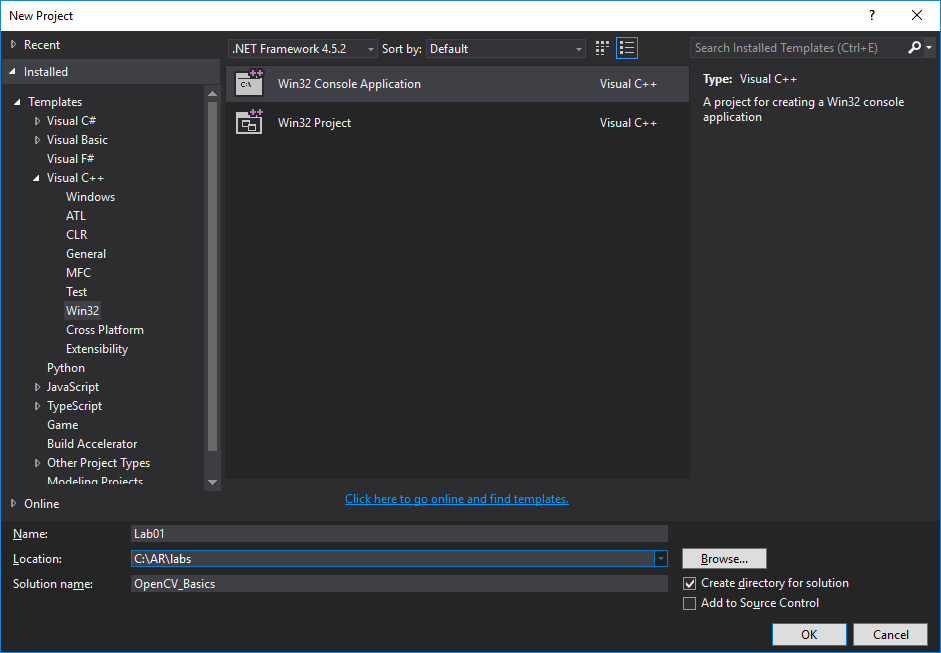 New Project
?
Recent
.NET Framework 4.5.2
Sort by: Default
Search Installed Templates (Ctrl+E)
Installed
Templates
Visual C#
Visual Basic
Visual F#
Visual C++
Windows
ATL
CLR
General
MFC
Test
Win32
Cross Platform
Extensibility
Python
JavaScript
TypeScript
Game
Build Accelerator
Other Project Types
Modeling Projects
Online
C:\
Win32 Console Application Visual C++
Win32 Project Visual C++
Type: Visual C++
A project for creating a Win32 console
application
Click here to go online and find templates.
Name: Lab01
Location: C:\AR\labs
Browse...
Solution name: OpenCV_Basics
Create directory for solution
Add to Source Control
OK
Cancel